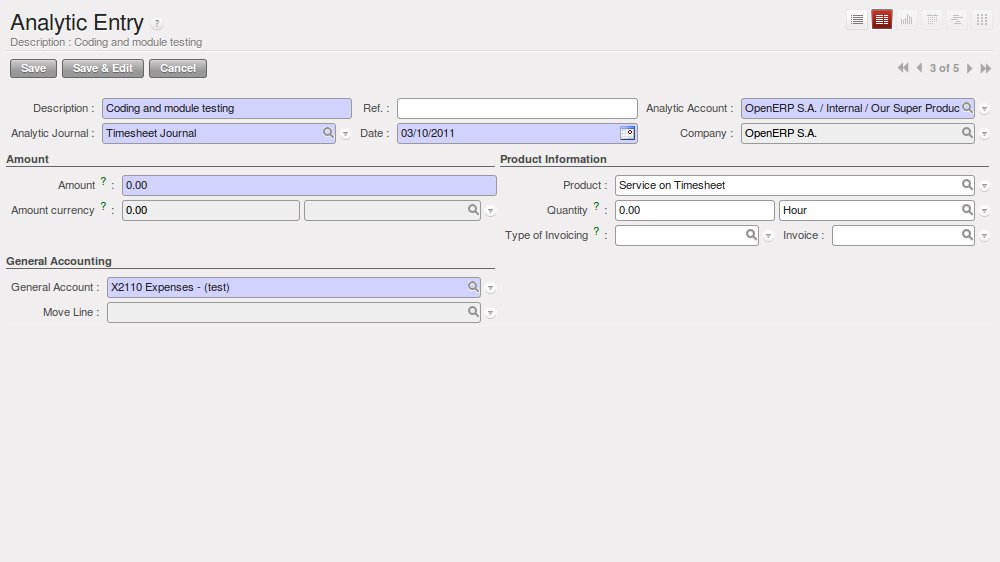 Analytic Entry ?
Description : Coding and module testing
Save Save & Edit Cancel 3 of 5
Description : Coding and module testing Ref. : Analytic Account : OpenERP S.A. / Internal / Our Super Produc
Analytic Journal : Timesheet Journal Date : 03/10/2011 Company : OpenERP S.A.
Amount Product Information
Amount ? : 0.00 Product : Service on Timesheet
Amount currency ? : 0.00 Quantity ? : 0.00 Hour
Type of Invoicing ? : Invoice :
General Accounting
General Account : X2110 Expenses - (test)
Move Line :